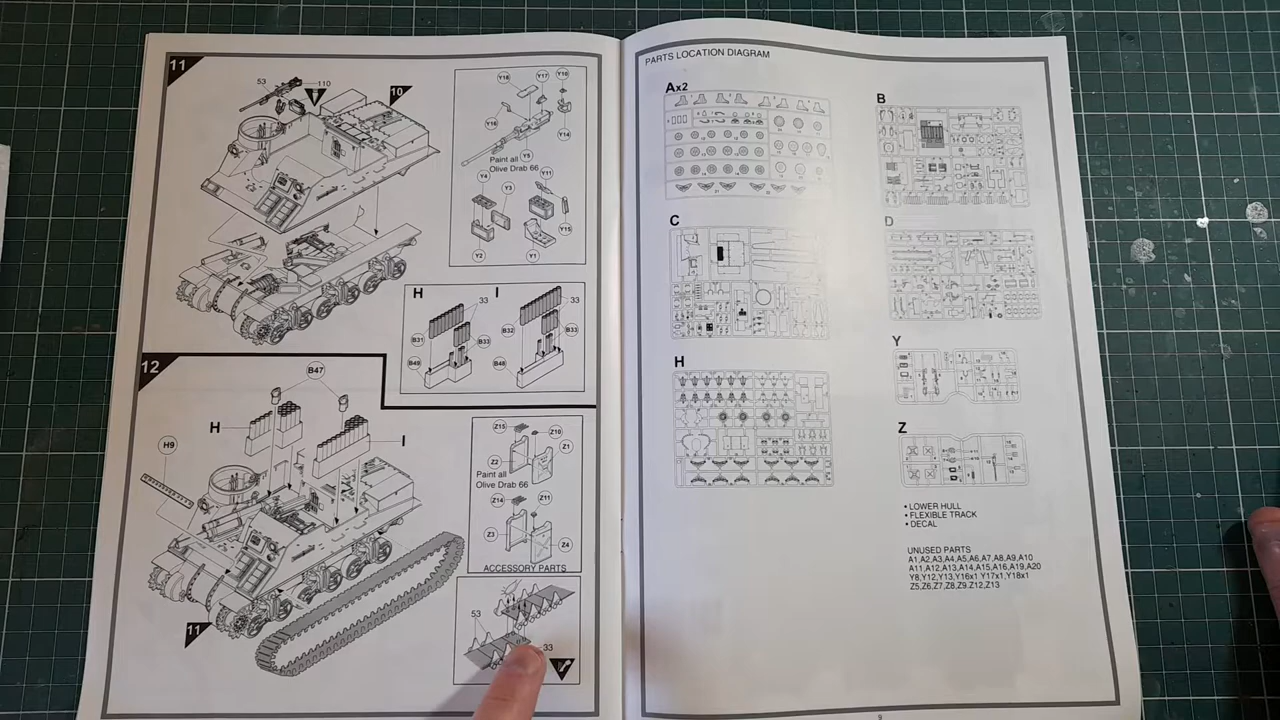 11
53
110
10
Y18
Y17
Y10
Y16
Y14
Y5
Paint all
Olive Drab 66
Y4
Y3
Y11
Y15
Y2
Y1
H
I
33
33
B31
B33
B32
B33
B49
B48
12
B47
H
I
H9
11
Z15
Z10
Z1
Z2
Paint all
Olive Drab 66
Z14
Z11
Z3
Z4
ACCESSORY PARTS
53
33
PARTS LOCATION DIAGRAM
Ax2
B
C
D
H
Y
Z
• LOWER HULL
• FLEXIBLE TRACK
• DECAL
UNUSED PARTS
A1,A2,A3,A4,A5,A6,A7,A8,A9,A10
A11,A12,A13,A14,A15,A16,A19,A20
Y8,Y12,Y13,Y16x1 Y17x1,Y18x1
Z5,Z6,Z7,Z8,Z9,Z12,Z13